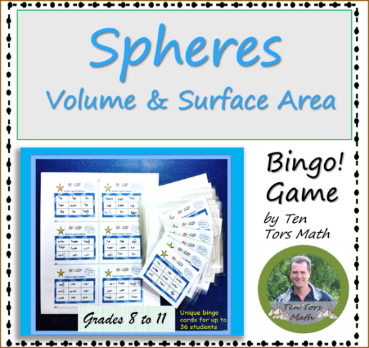 Spheres
Volume & Surface Area
Bingo!
Game
by Ten
Tors Math
Grades 8 to 11
Unique bingo
cards for up to
36 students
Ten Tors
Math